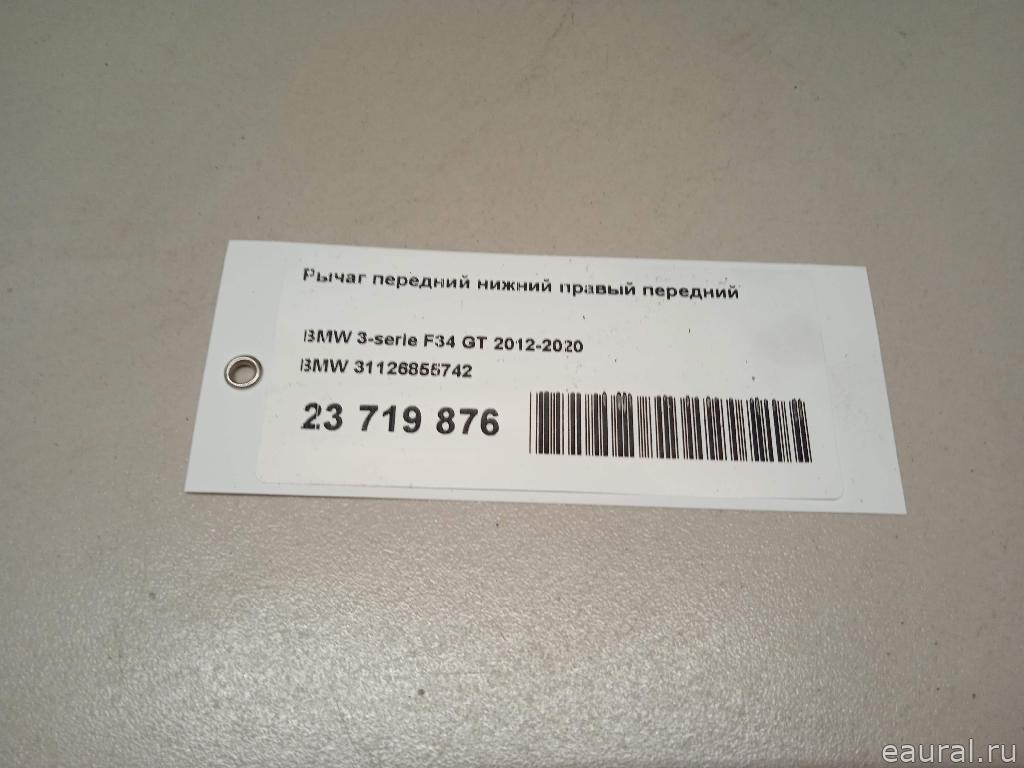 Рычаг передний нижний правый передний
BMW 3-serie F34 GT 2012-2020
BMW 31126855742
23 719 876
eaural.ru